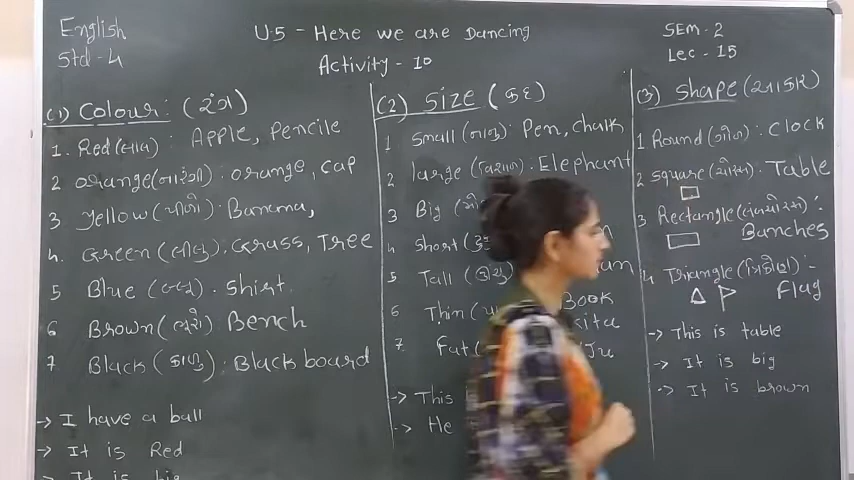 English
Std - 4
U.5 - Here we are Dancing
Activity - 10
SEM - 2
Lec - 15
(1) Colour : (રંગ)
1. Red (લાલ) : Apple, Pencile
2 orange (નારંગી) : orange, cap
3 Yellow (પીળો) . Banana,
4. Green (લીલુ) . Grass, Tree
5 Blue (વાદળી) . Shirt.
6 Brown ( Bench
7 Black (કાળુ) : Black board
-> I have a ball
-> It is Red
-> It is big
(2) Size (કદ)
1 Small (નાનુ) : Pen, chalk
2 large (વિશાળ) . Elephant
3 Big
4 Short
5 Tall (ઊંચુ)
6 Thin Book
7 Fat
-> This
-> He
(3) Shape (આકાર)
1 Round (ગોળ) : Clock
2 Square (ચોરસ) . Table
3 Rectangle (લંબચોરસ) :
Banches
4 Triangle (ત્રિકોણ) :-
Flag
-> This is table
-> It is big
-> It is brown